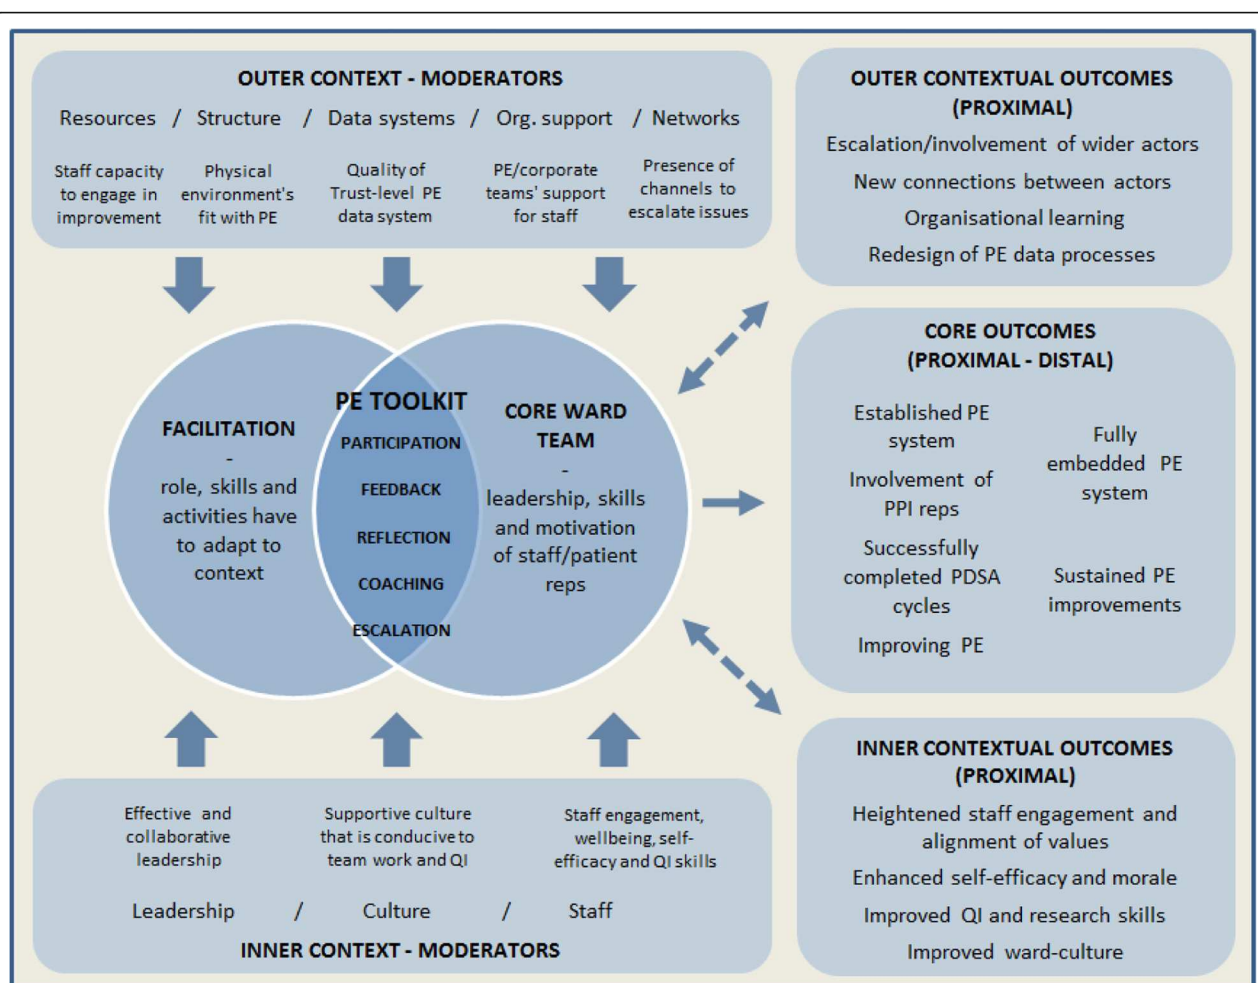 OUTER CONTEXT - MODERATORS
Resources / Structure / Data systems / Org. support / Networks
Staff capacity
to engage in
improvement
Physical
environment's
fit with PE
Quality of
Trust-level PE
data system
PE/corporate
teams' support
for staff
Presence of
channels to
escalate issues
OUTER CONTEXTUAL OUTCOMES
(PROXIMAL)
Escalation/involvement of wider actors
New connections between actors
Organisational learning
Redesign of PE data processes
FACILITATION
-
role, skills and
activities have
to adapt to
context
PE TOOLKIT
PARTICIPATION
FEEDBACK
REFLECTION
COACHING
ESCALATION
CORE WARD
TEAM
-
leadership, skills
and motivation
of staff/patient
reps
CORE OUTCOMES
(PROXIMAL - DISTAL)
Established PE
system
Involvement of
PPI reps
Successfully
completed PDSA
cycles
Improving PE
Fully
embedded PE
system
Sustained PE
improvements
Effective and
collaborative
leadership
Supportive culture
that is conducive to
team work and QI
Staff engagement,
wellbeing, self-
efficacy and QI skills
Leadership / Culture / Staff
INNER CONTEXT - MODERATORS
INNER CONTEXTUAL OUTCOMES
(PROXIMAL)
Heightened staff engagement and
alignment of values
Enhanced self-efficacy and morale
Improved QI and research skills
Improved ward-culture